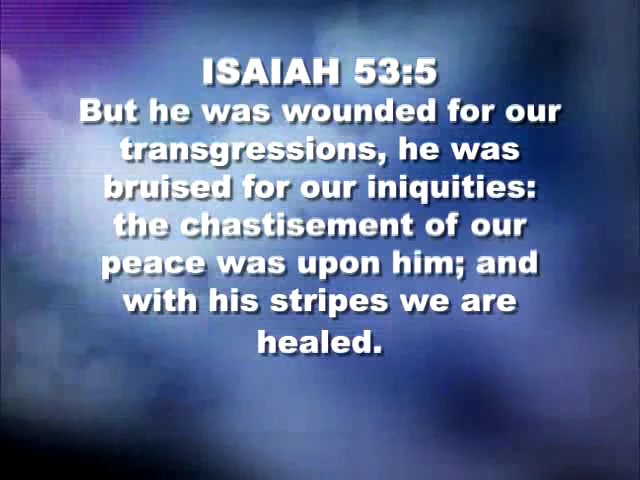 ISAIAH 53:5
But he was wounded for our
transgressions, he was
bruised for our iniquities:
the chastisement of our
peace was upon him; and
with his stripes we are
healed.